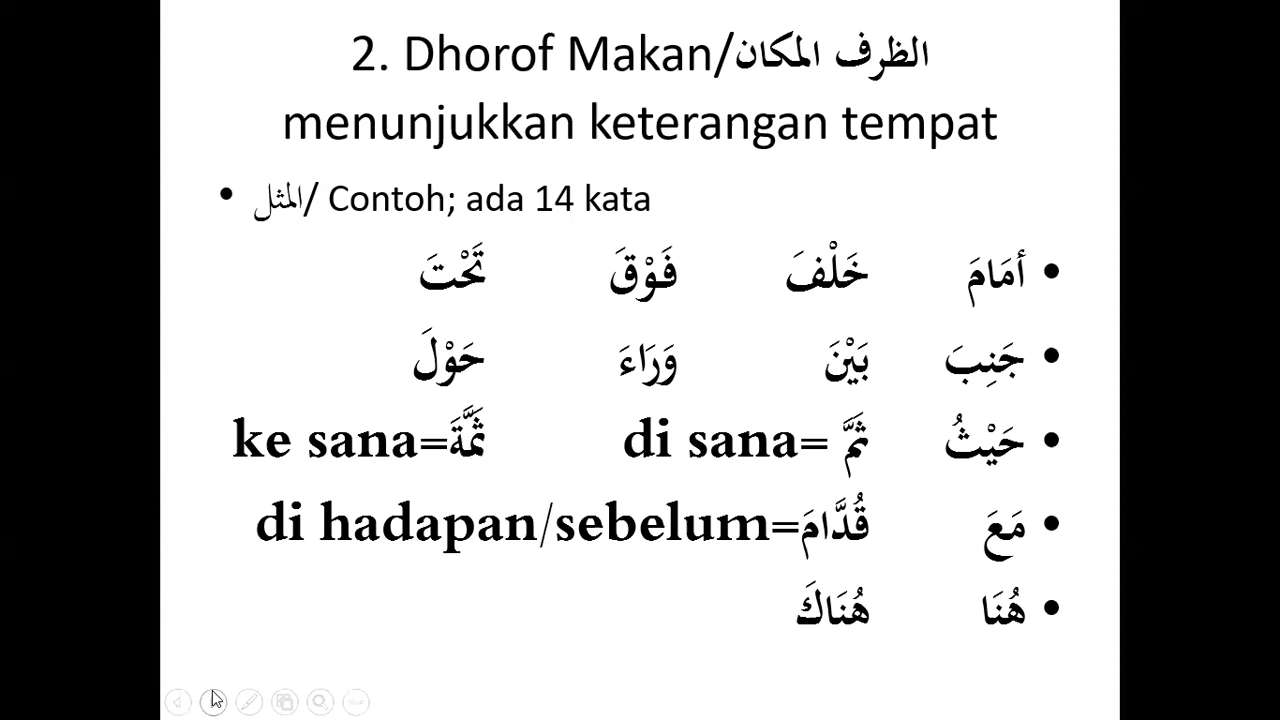 2. Dhorof Makan/الظرف المكان
menunjukkan keterangan tempat
• المثل/ Contoh; ada 14 kata
• أمَامَ خَلْفَ فَوْقَ تَحْتَ
• جَنِبَ بَيْنَ وَرَاءَ حَوْلَ
• حَيْثُ ثَمَّ =di sana ثَمَّةَ=ke sana
• مَعَ قُدَّامَ=di hadapan/sebelum
• هُنَا هُنَاكَ